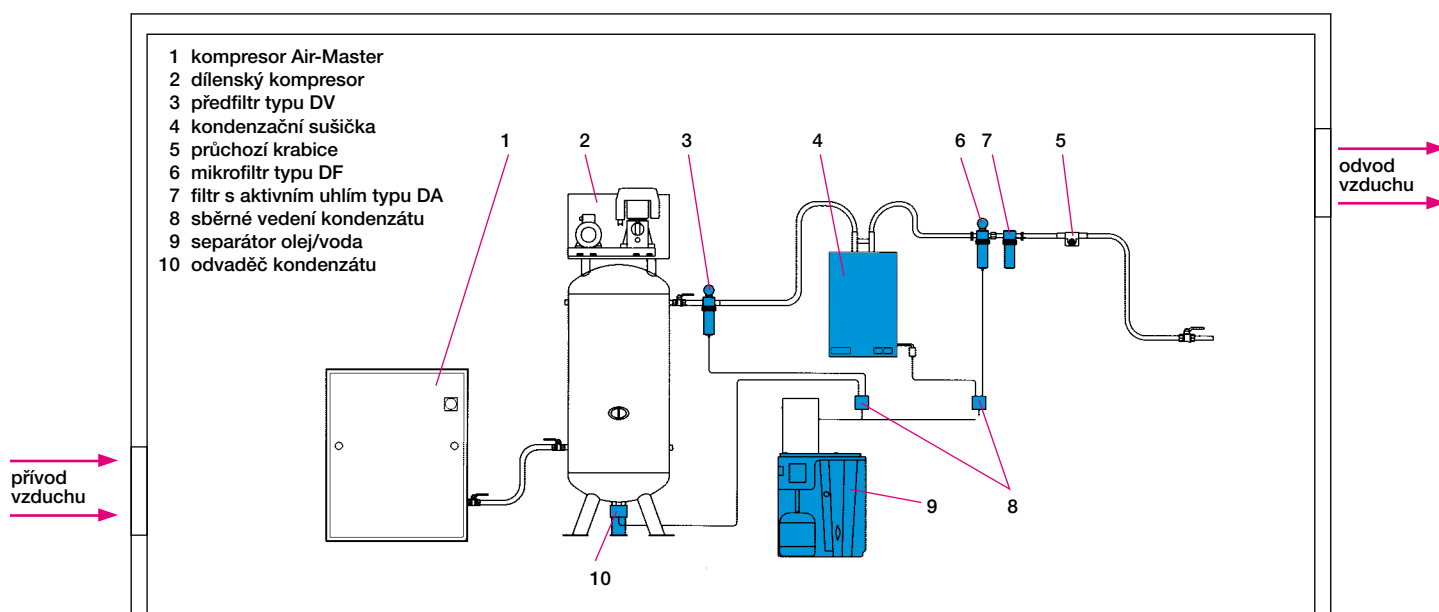 1 kompresor Air-Master
2 dílenský kompresor
3 předfiltr typu DV
4 kondenzační sušička
5 průchozí krabice
6 mikrofiltr typu DF
7 filtr s aktivním uhlím typu DA
8 sběrné vedení kondenzátu
9 separátor olej/voda
10 odvaděč kondenzátu
1
2
3
4
6
7
5
odvod
vzduchu
přívod
vzduchu
9
8
10